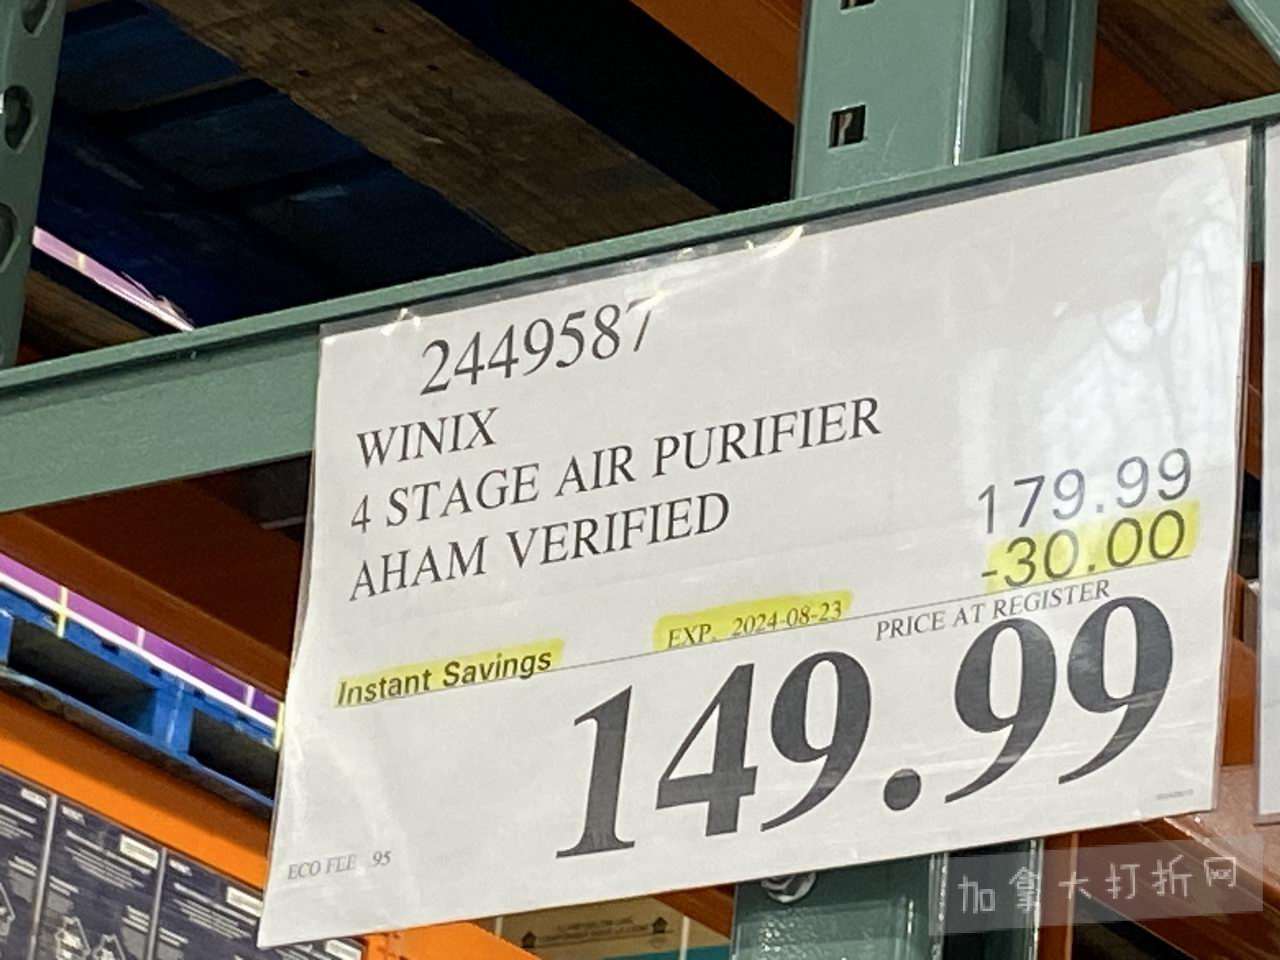 2449587
WINIX
4 STAGE AIR PURIFIER
AHAM VERIFIED
179.99
-30.00
Instant Savings
EXP. 2024-08-23
PRICE AT REGISTER
149.99
ECO FEE .95
加拿大打折网